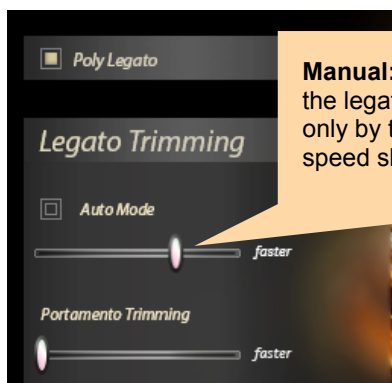 Poly Legato
Manual:
the legat
only by t
speed sl
Legato Trimming
Auto Mode
faster
Portamento Trimming
faster